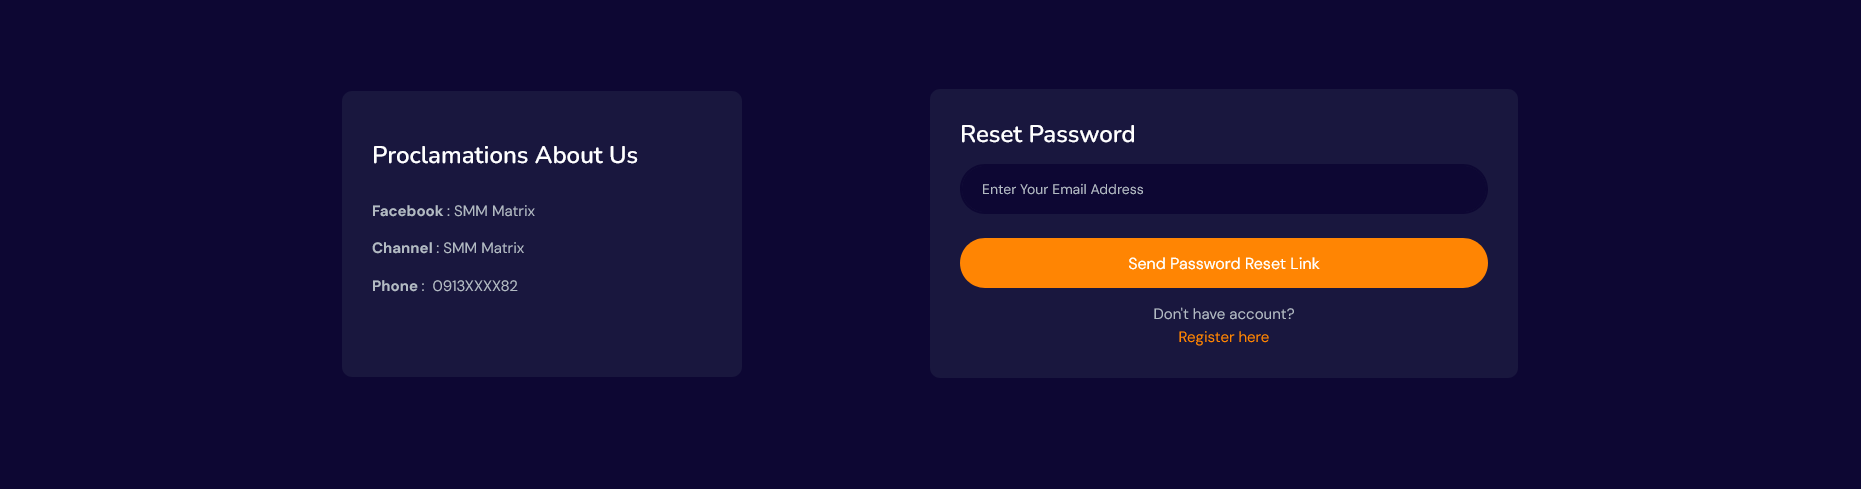 Proclamations About Us
Facebook : SMM Matrix
Channel : SMM Matrix
Phone :  0913XXXX82
Reset Password
Enter Your Email Address
Send Password Reset Link
Don't have account?
Register here